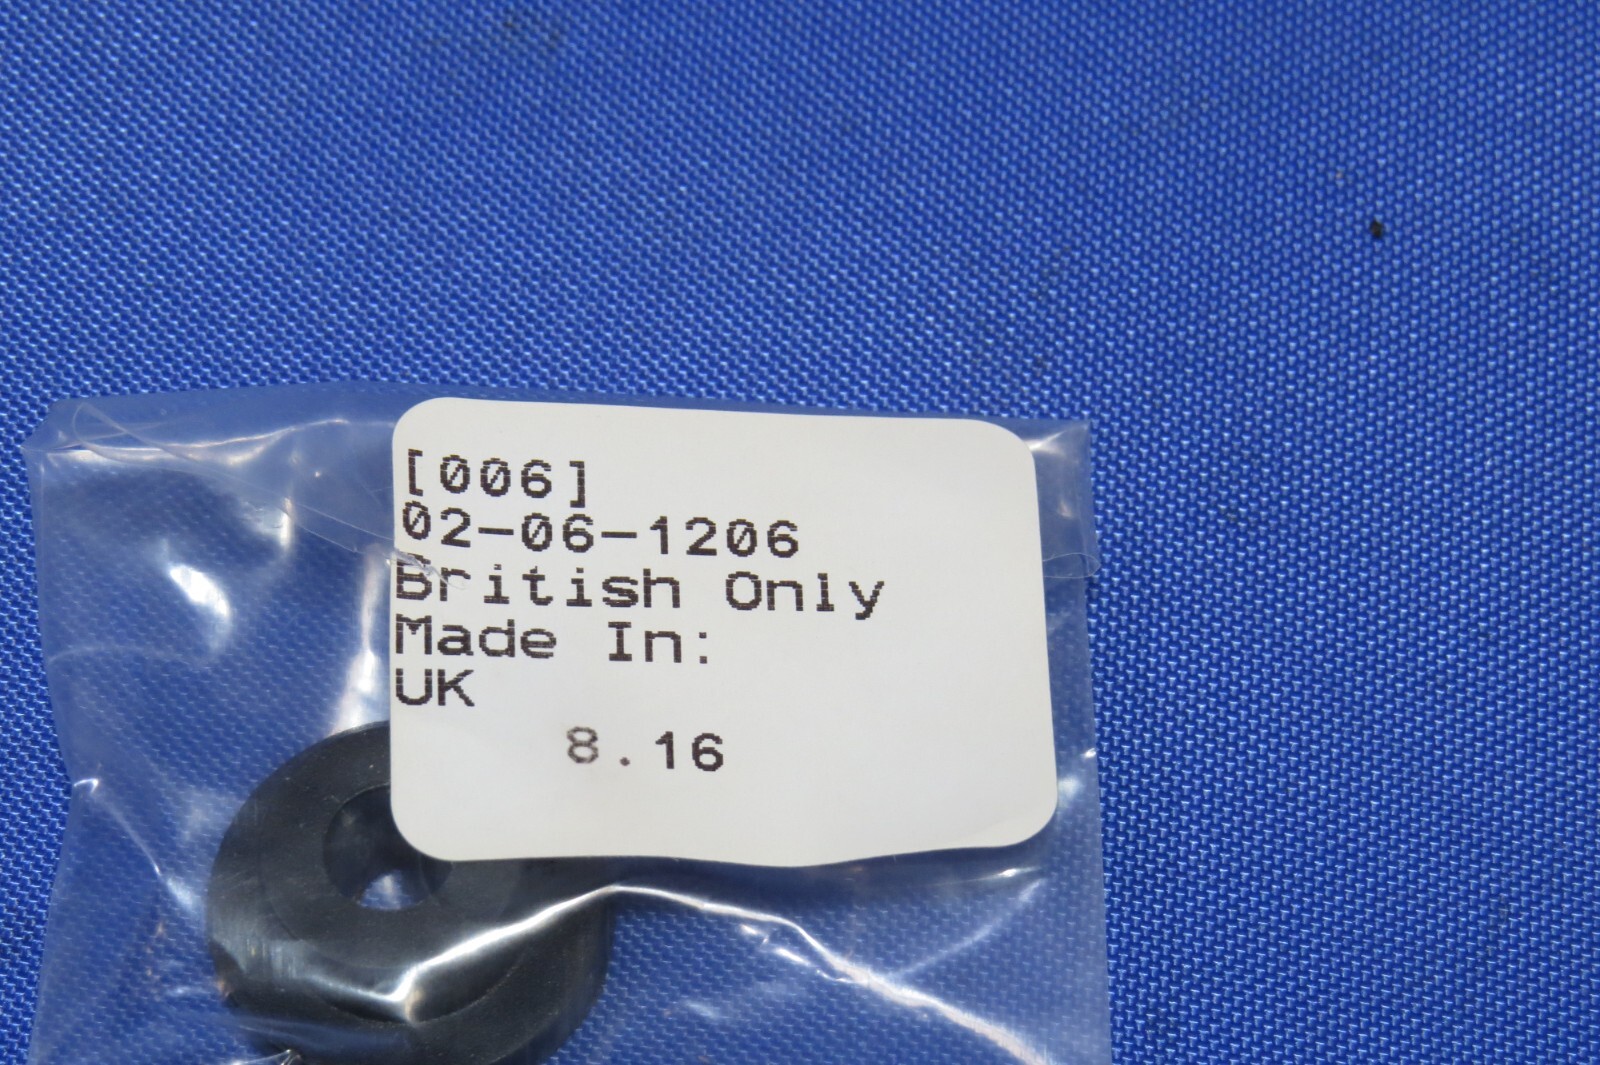 [006]
02-06-1206
British Only
Made In:
UK
8.16